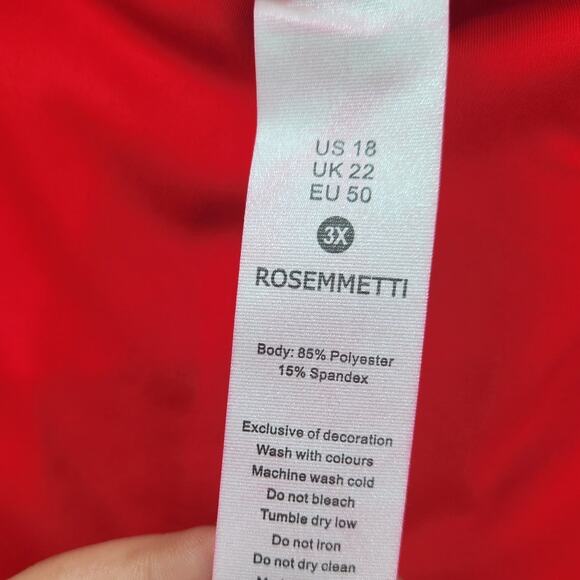 US 18
UK 22
EU 50
3X
ROSEMMETTI
Body: 85% Polyester
15% Spandex
Exclusive of decoration
Wash with colours
Machine wash cold
Do not bleach
Tumble dry low
Do not iron
Do not dry clean